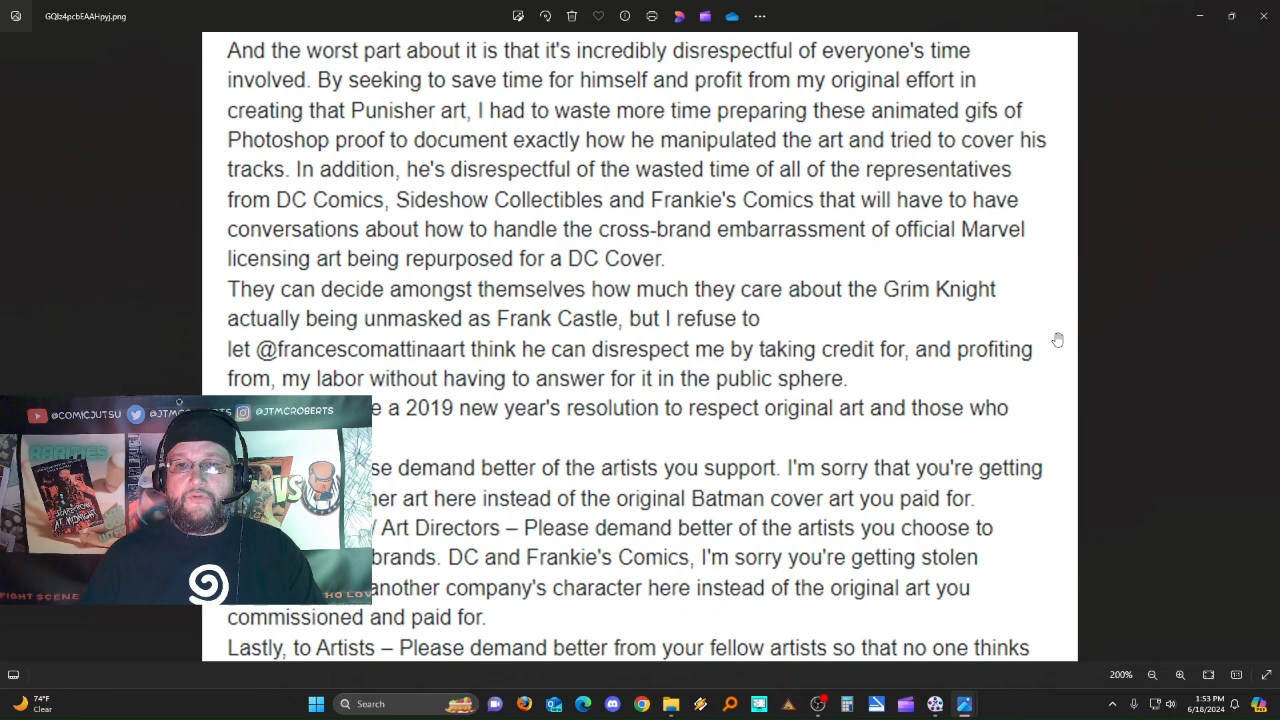 GQIz4pcbEAAHpyj.png
And the worst part about it is that it's incredibly disrespectful of everyone's time
involved. By seeking to save time for himself and profit from my original effort in
creating that Punisher art, I had to waste more time preparing these animated gifs of
Photoshop proof to document exactly how he manipulated the art and tried to cover his
tracks. In addition, he's disrespectful of the wasted time of all of the representatives
from DC Comics, Sideshow Collectibles and Frankie's Comics that will have to have
conversations about how to handle the cross-brand embarrassment of official Marvel
licensing art being repurposed for a DC Cover.
They can decide amongst themselves how much they care about the Grim Knight
actually being unmasked as Frank Castle, but I refuse to
let @francescomattinaart think he can disrespect me by taking credit for, and profiting
from, my labor without having to answer for it in the public sphere.
e a 2019 new year's resolution to respect original art and those who
se demand better of the artists you support. I'm sorry that you're getting
her art here instead of the original Batman cover art you paid for.
/ Art Directors – Please demand better of the artists you choose to
brands. DC and Frankie's Comics, I'm sorry you're getting stolen
another company's character here instead of the original art you
commissioned and paid for.
Lastly, to Artists – Please demand better from your fellow artists so that no one thinks
@COMICJUTSU @JTMCROBERTS @JTMCROBERTS
RARITIES
SCARECROW
AT MIDNIGHT
VS
FIGHT SCENE
HO LOV
200%
74°F
Clear
Search
1:53 PM
6/18/2024